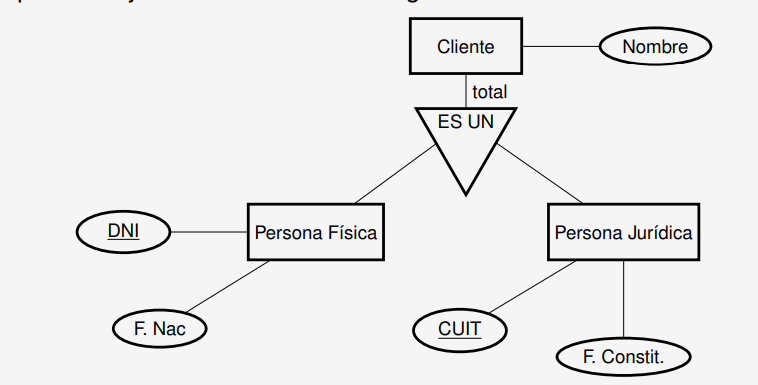 Cliente
Nombre
total
ES UN
DNI
Persona Física
Persona Jurídica
F. Nac
CUIT
F. Constit.